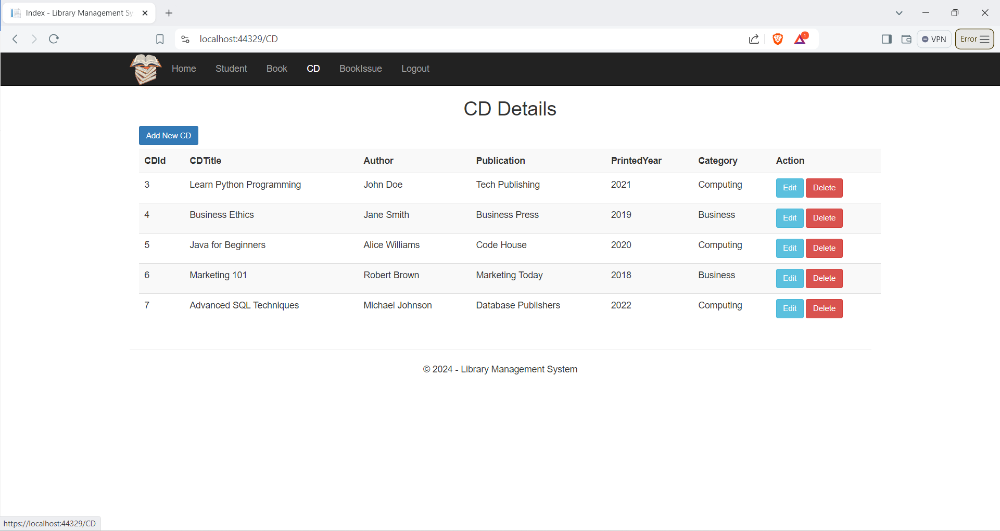 Index - Library Management Sy
localhost:44329/CD
1
VPN
Error
Home Student Book CD BookIssue Logout
CD Details
Add New CD
CDId CDTitle Author Publication PrintedYear Category Action
3 Learn Python Programming John Doe Tech Publishing 2021 Computing Edit Delete
4 Business Ethics Jane Smith Business Press 2019 Business Edit Delete
5 Java for Beginners Alice Williams Code House 2020 Computing Edit Delete
6 Marketing 101 Robert Brown Marketing Today 2018 Business Edit Delete
7 Advanced SQL Techniques Michael Johnson Database Publishers 2022 Computing Edit Delete
© 2024 - Library Management System
https://localhost:44329/CD